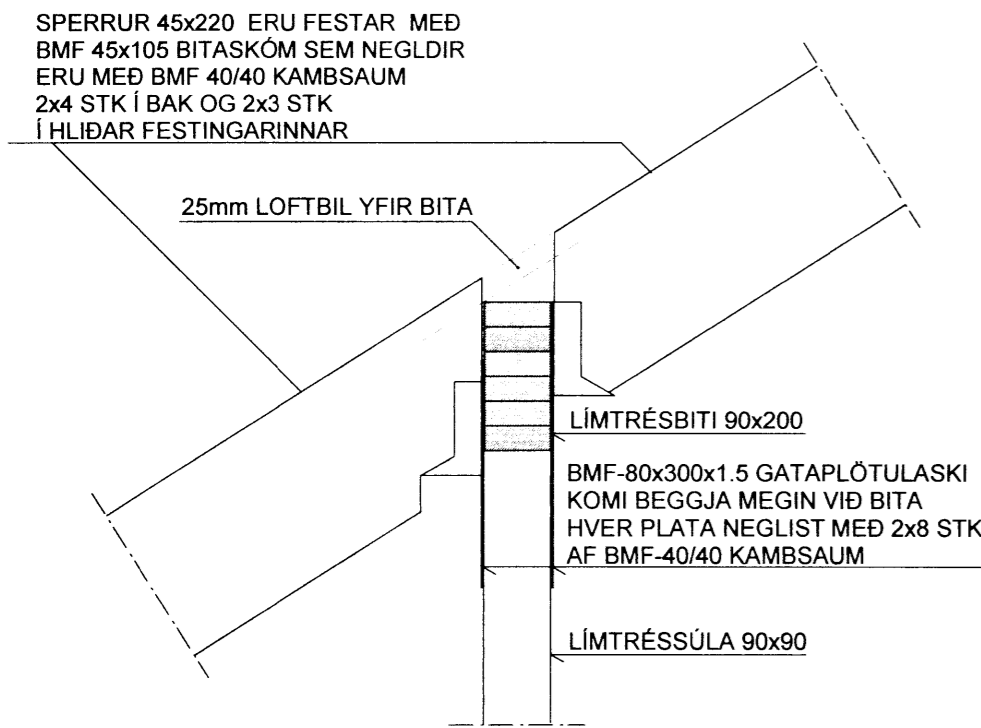 SPERRUR 45x220 ERU FESTAR MEÐ
BMF 45x105 BITASKÓM SEM NEGLDIR
ERU MEÐ BMF 40/40 KAMBSAUM
2x4 STK Í BAK OG 2x3 STK
Í HLIÐAR FESTINGARINNAR
25mm LOFTBIL YFIR BITA
LÍMTRÉSBITI 90x200
BMF-80x300x1.5 GATAPLÖTULASKI
KOMI BEGGJA MEGIN VIÐ BITA
HVER PLATA NEGLIST MEÐ 2x8 STK
AF BMF-40/40 KAMBSAUM
LÍMTRÉSSÚLA 90x90